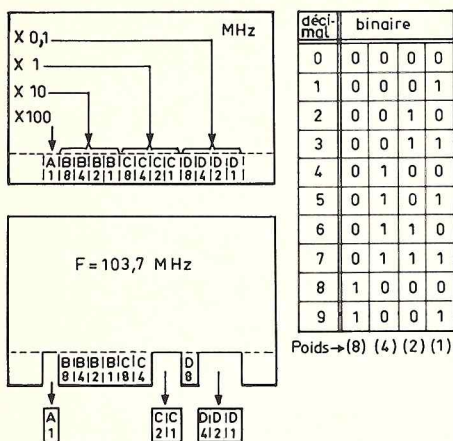 MHz
X 0,1
X 1
X 10
X100
A B B B B C C C C D D D D
1 8 4 2 1 8 4 2 1 8 4 2 1
F = 103,7 MHz
B B B B C C D
8 4 2 1 8 4 8
A C C D D D
1 2 1 4 2 1
déci- binaire
mal
0 0 0 0 0
1 0 0 0 1
2 0 0 1 0
3 0 0 1 1
4 0 1 0 0
5 0 1 0 1
6 0 1 1 0
7 0 1 1 1
8 1 0 0 0
9 1 0 0 1
Poids→(8) (4) (2) (1)